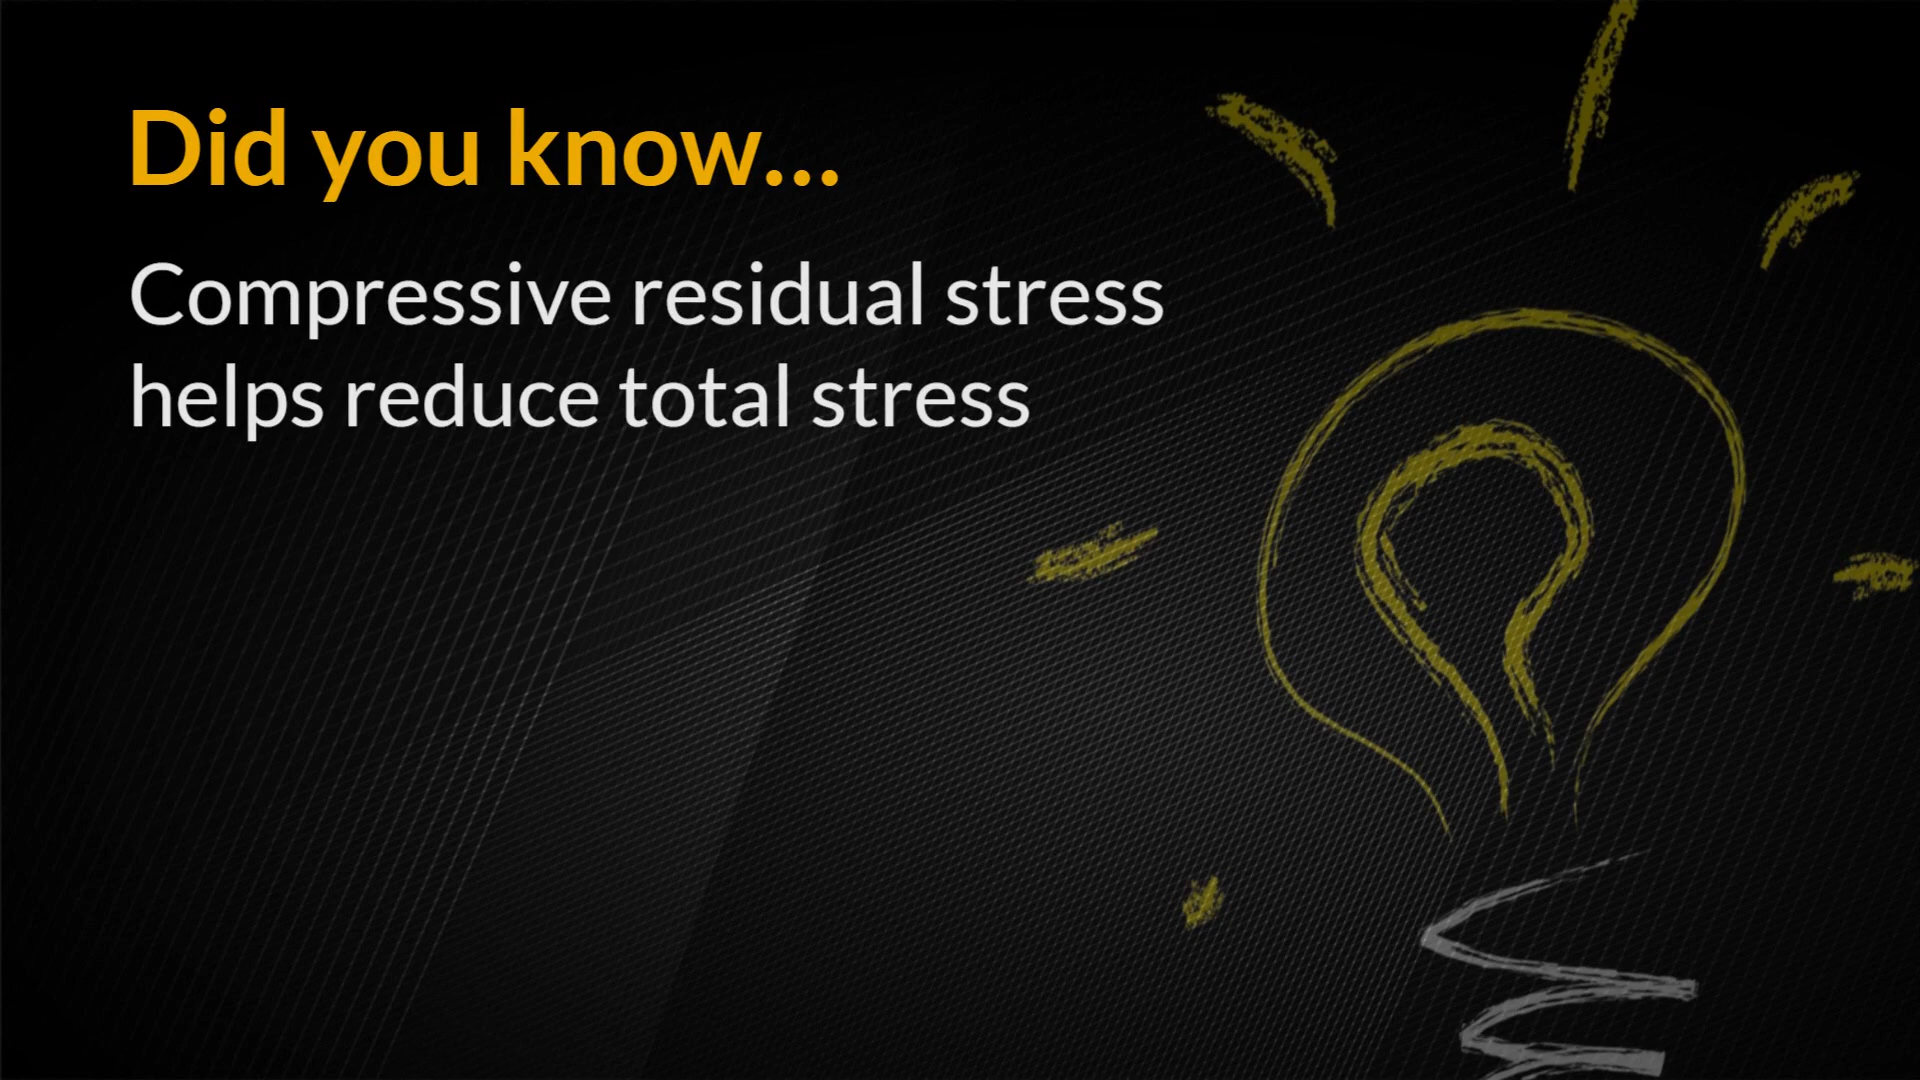 Did you know...
Compressive residual stress
helps reduce total stress